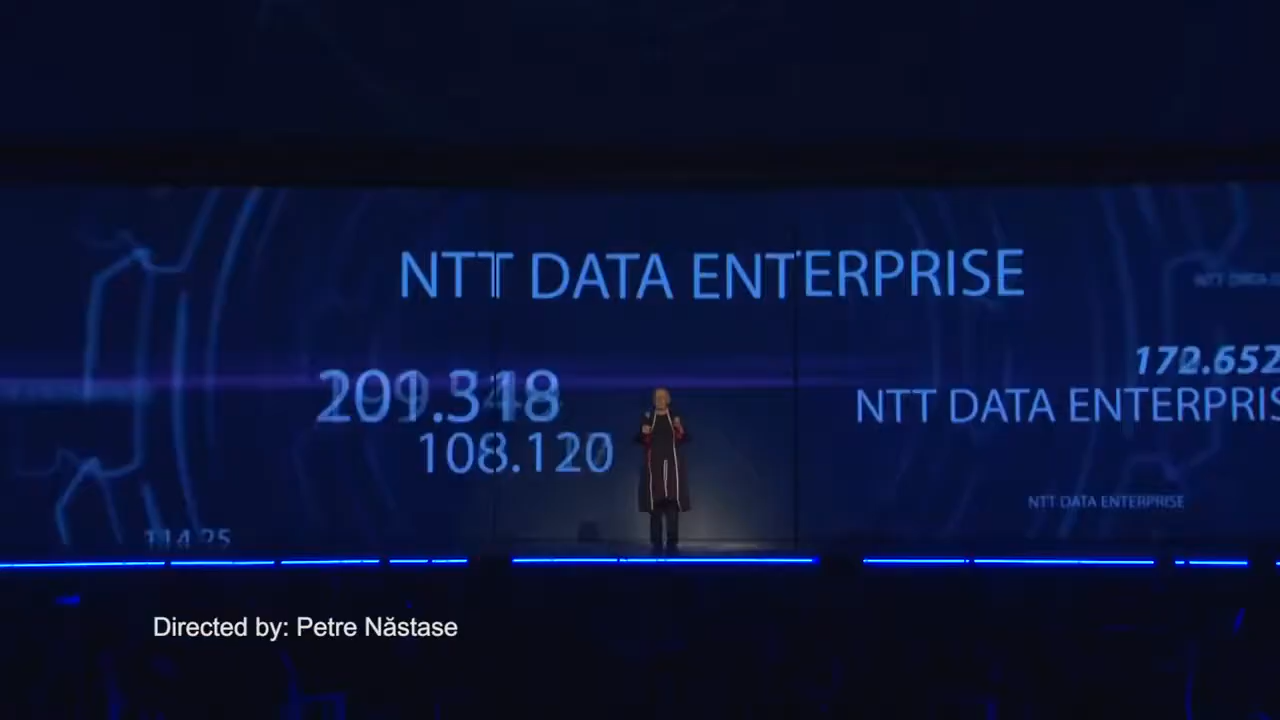 NTT DATA ENTERPRISE
172.652
NTT DATA ENTERPRIS
108.120
NTT DATA ENTERPRISE
Directed by: Petre Năstase